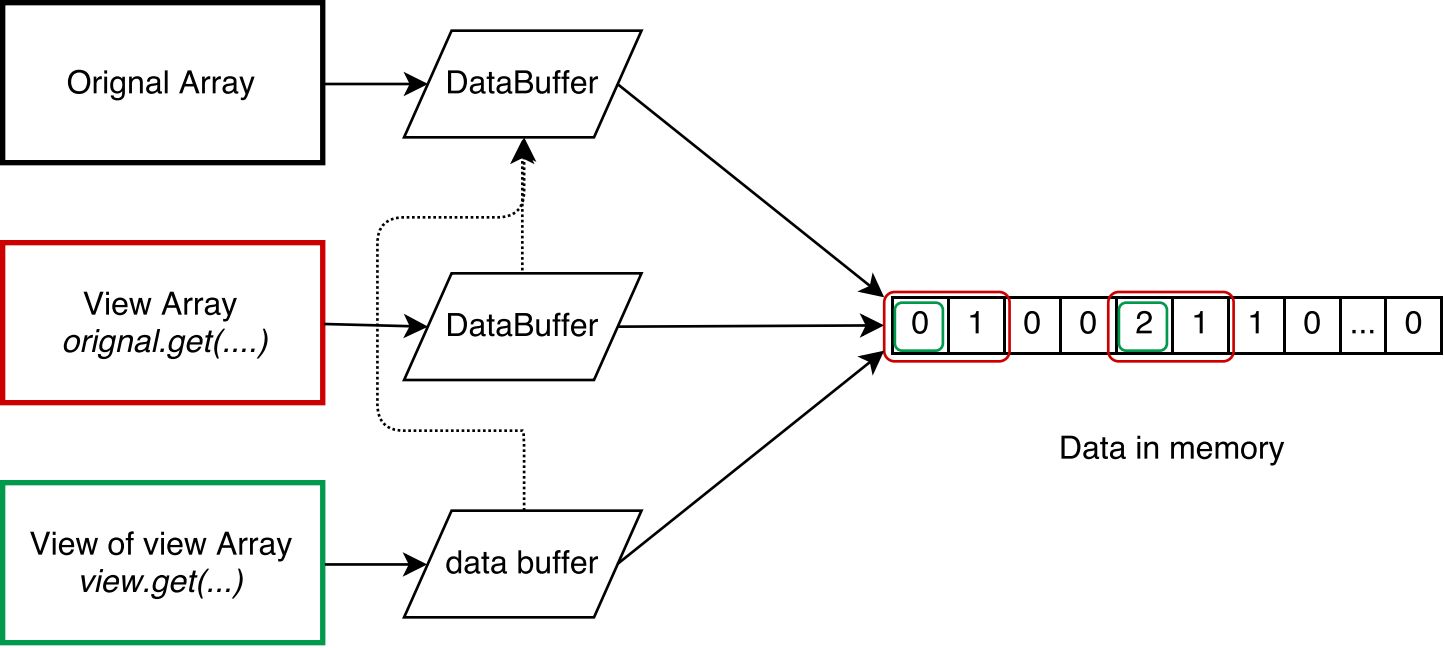 Orignal Array
DataBuffer
View Array
orignal.get(....)
DataBuffer
0 1 0 0 2 1 1 0 ... 0
Data in memory
View of view Array
view.get(...)
data buffer